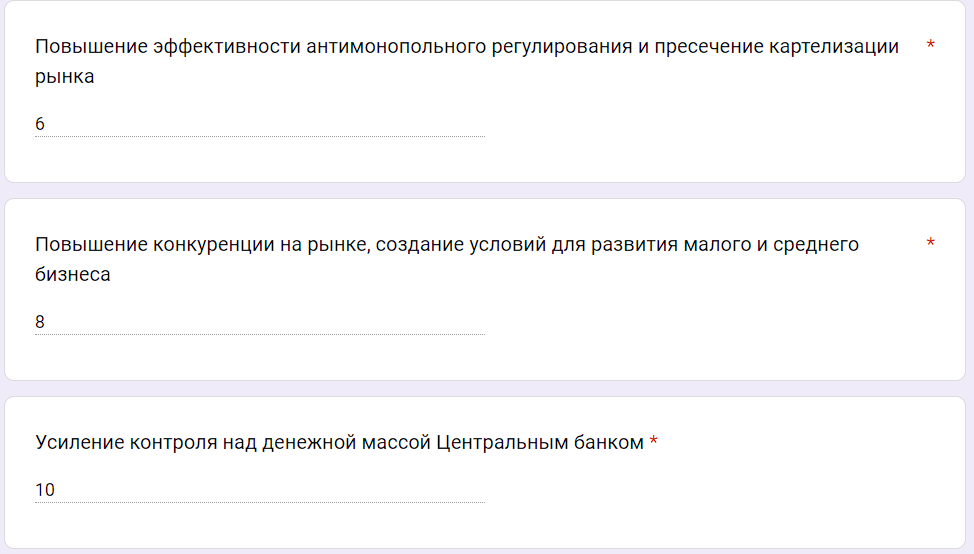 Повышение эффективности антимонопольного регулирования и пресечение картелизации *
рынка
6
Повышение конкуренции на рынке, создание условий для развития малого и среднего *
бизнеса
8
Усиление контроля над денежной массой Центральным банком *
10